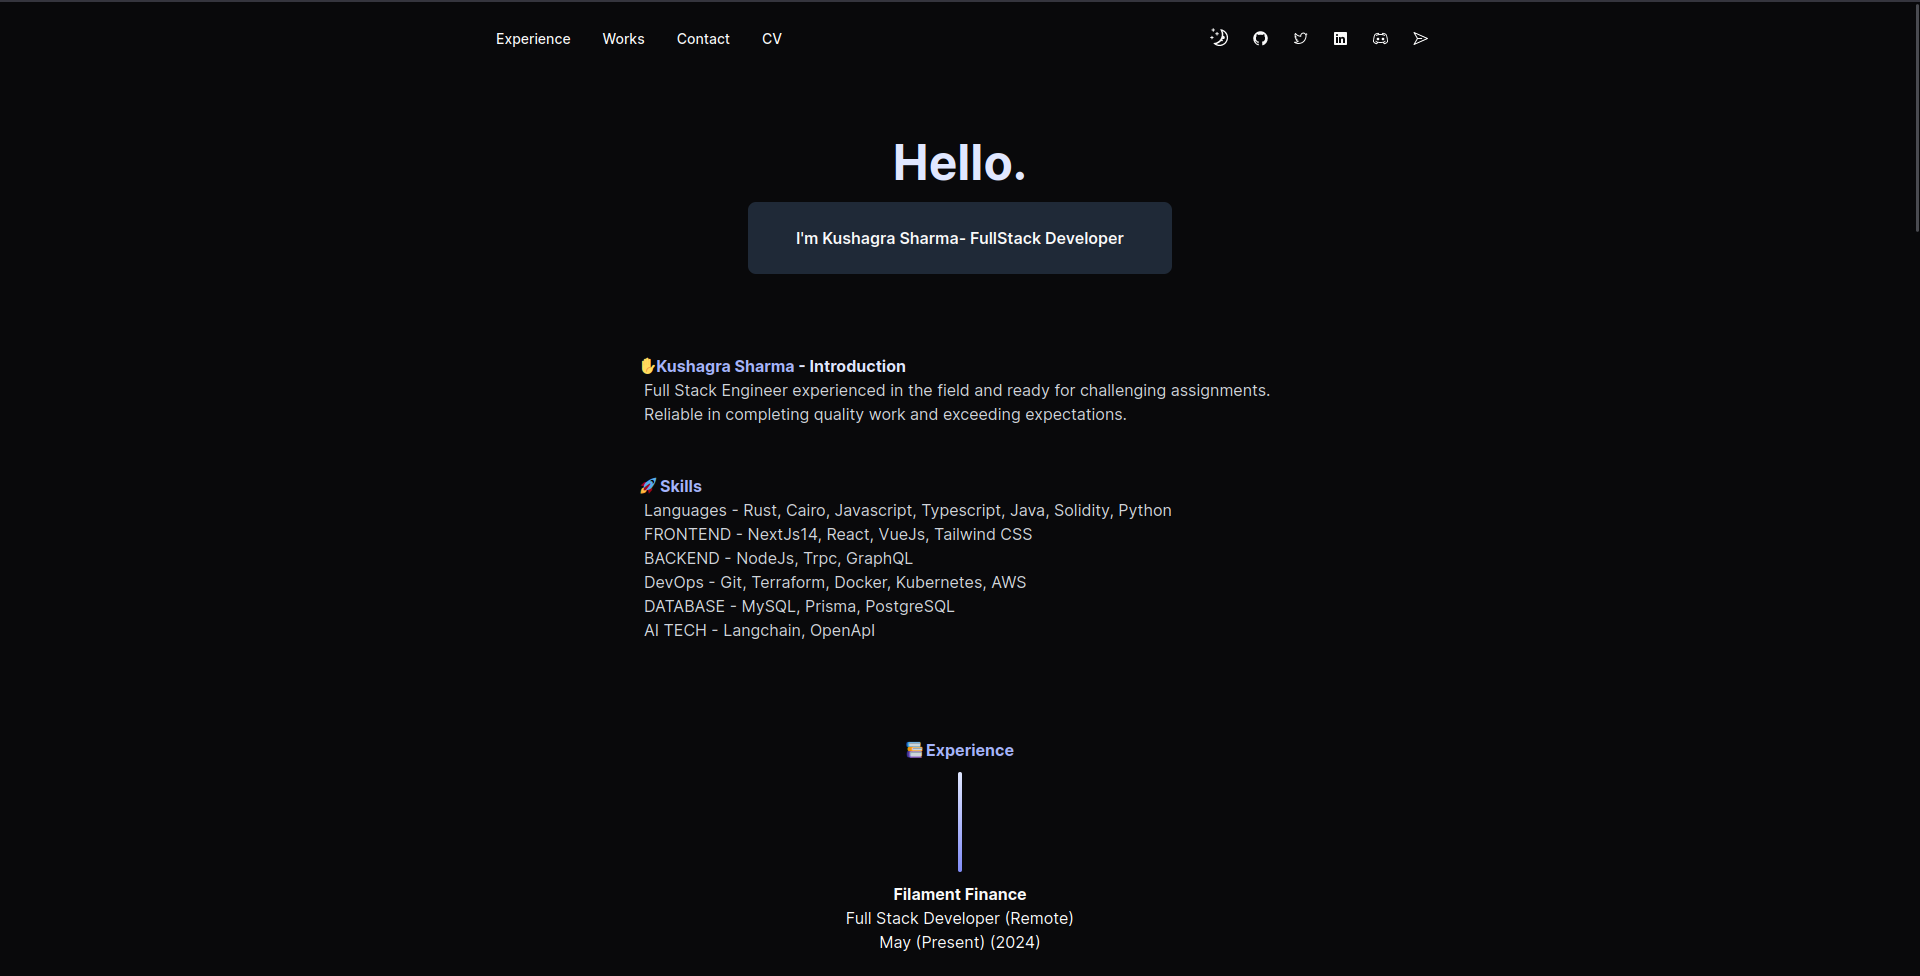 Experience Works Contact CV
Hello.
I'm Kushagra Sharma- FullStack Developer
Kushagra Sharma - Introduction
Full Stack Engineer experienced in the field and ready for challenging assignments.
Reliable in completing quality work and exceeding expectations.
Skills
Languages - Rust, Cairo, Javascript, Typescript, Java, Solidity, Python
FRONTEND - NextJs14, React, VueJs, Tailwind CSS
BACKEND - NodeJs, Trpc, GraphQL
DevOps - Git, Terraform, Docker, Kubernetes, AWS
DATABASE - MySQL, Prisma, PostgreSQL
AI TECH - Langchain, OpenApI
Experience
Filament Finance
Full Stack Developer (Remote)
May (Present) (2024)